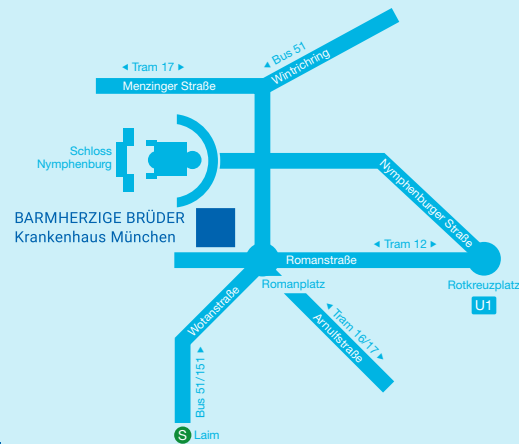 Bus 51
Wintrichring
Tram 17
Menzinger Straße
Schloss
Nymphenburg
Nymphenburger Straße
BARMHERZIGE BRÜDER
Krankenhaus München
Tram 12
Romanstraße
Romanplatz
Rotkreuzplatz
U1
Wotanstraße
Tram 16/17
Arnulfstraße
Bus 51/151
S Laim